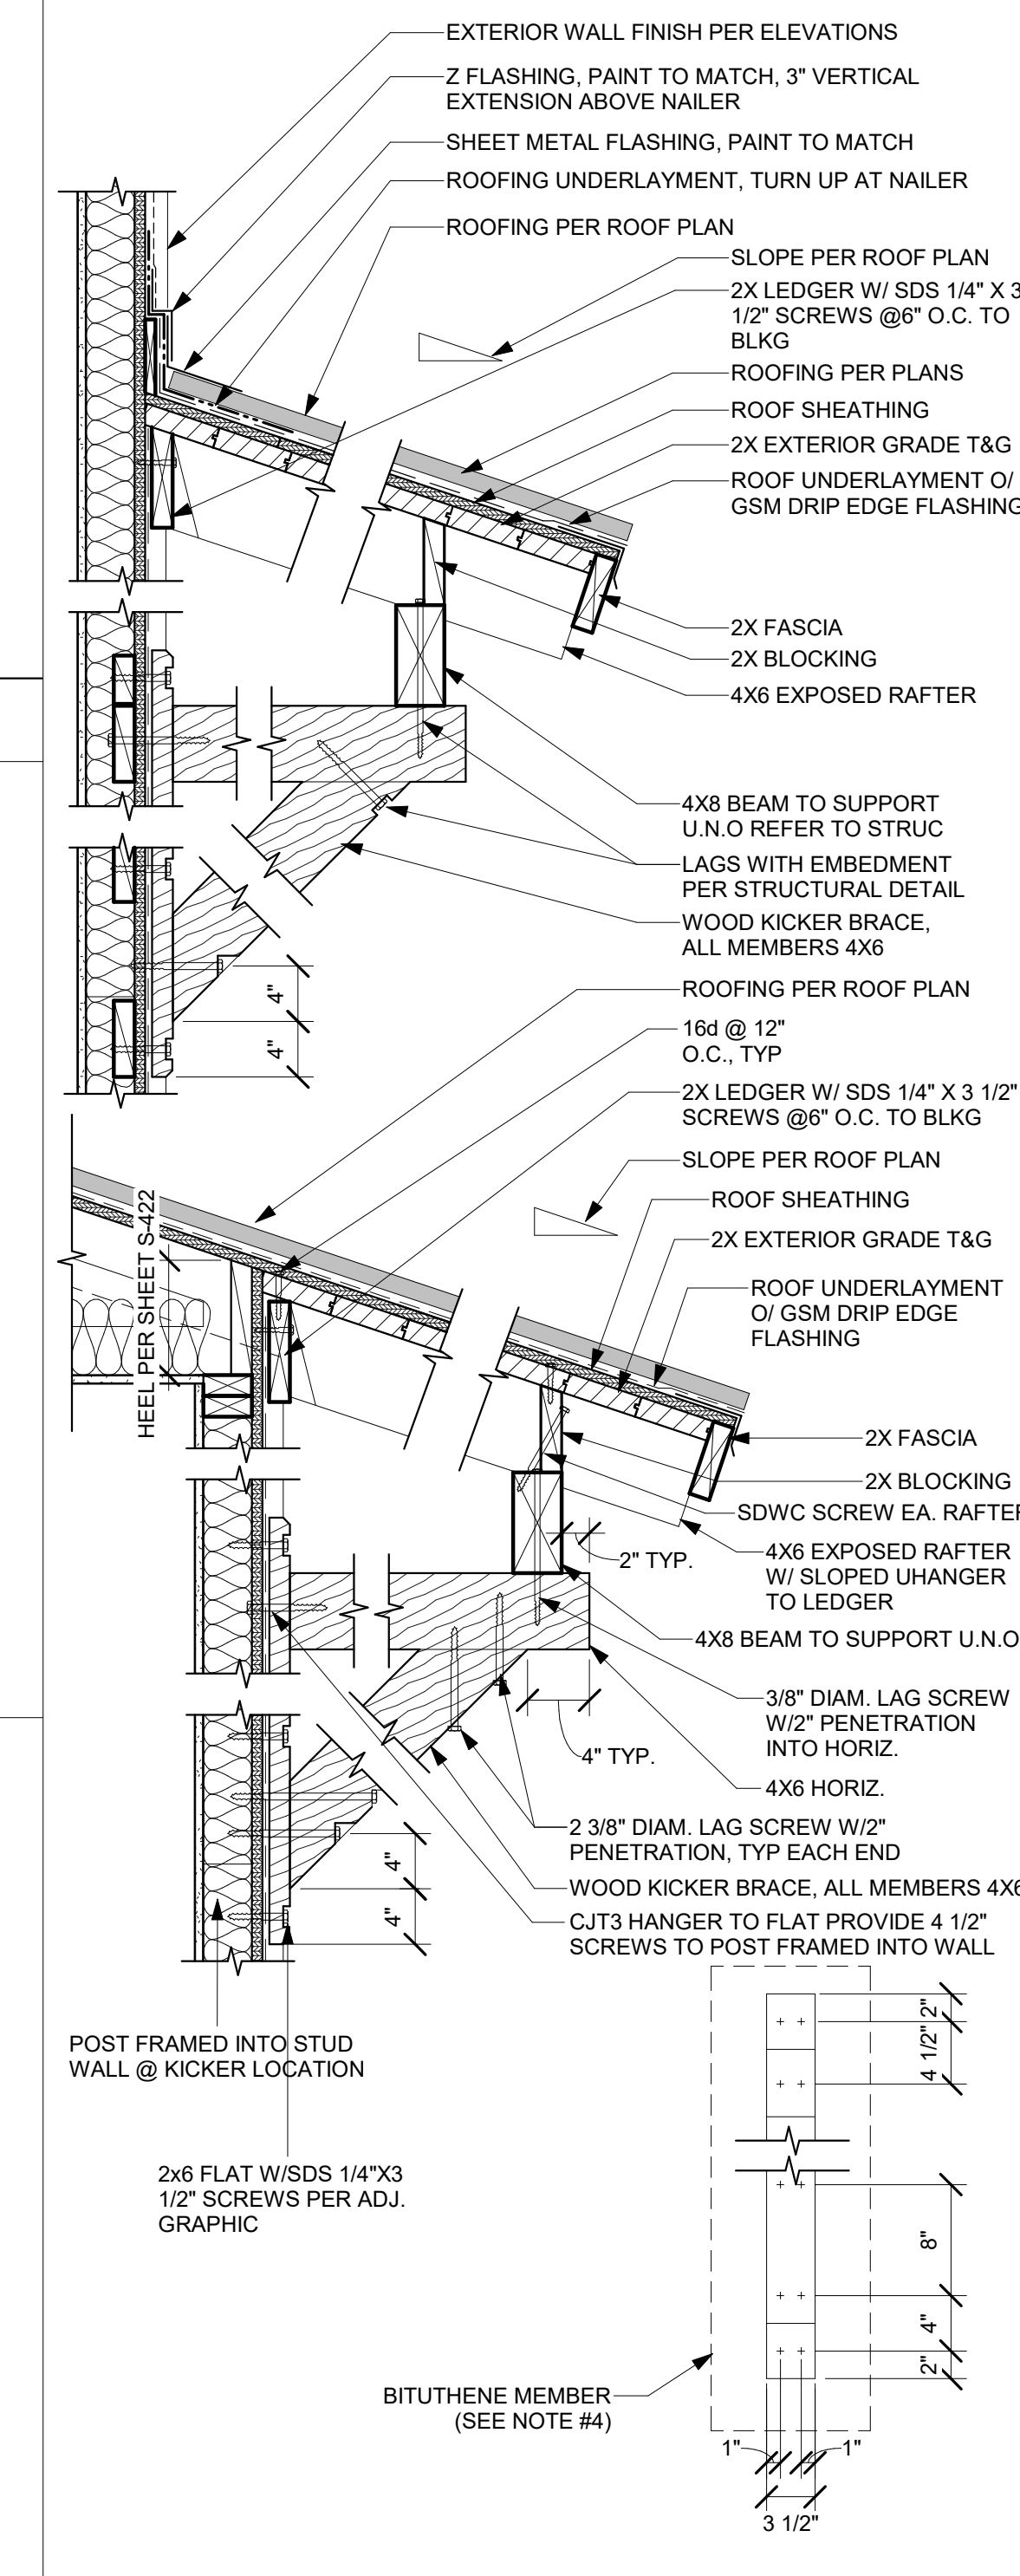 EXTERIOR WALL FINISH PER ELEVATIONS
Z FLASHING, PAINT TO MATCH, 3" VERTICAL
EXTENSION ABOVE NAILER
SHEET METAL FLASHING, PAINT TO MATCH
ROOFING UNDERLAYMENT, TURN UP AT NAILER
ROOFING PER ROOF PLAN
SLOPE PER ROOF PLAN
2X LEDGER W/ SDS 1/4" X 3
1/2" SCREWS @6" O.C. TO
BLKG
ROOFING PER PLANS
ROOF SHEATHING
2X EXTERIOR GRADE T&G
ROOF UNDERLAYMENT O/
GSM DRIP EDGE FLASHING
2X FASCIA
2X BLOCKING
4X6 EXPOSED RAFTER
4X8 BEAM TO SUPPORT
U.N.O REFER TO STRUC
LAGS WITH EMBEDMENT
PER STRUCTURAL DETAIL
WOOD KICKER BRACE,
ALL MEMBERS 4X6
4"
4"
ROOFING PER ROOF PLAN
16d @ 12"
O.C., TYP
2X LEDGER W/ SDS 1/4" X 3 1/2"
SCREWS @6" O.C. TO BLKG
SLOPE PER ROOF PLAN
ROOF SHEATHING
2X EXTERIOR GRADE T&G
ROOF UNDERLAYMENT
O/ GSM DRIP EDGE
FLASHING
HEEL PER SHEET S-422
2X FASCIA
2X BLOCKING
SDWC SCREW EA. RAFTER
2" TYP.
4X6 EXPOSED RAFTER
W/ SLOPED UHANGER
TO LEDGER
4X8 BEAM TO SUPPORT U.N.O
3/8" DIAM. LAG SCREW
W/2" PENETRATION
INTO HORIZ.
4" TYP.
4X6 HORIZ.
2 3/8" DIAM. LAG SCREW W/2"
PENETRATION, TYP EACH END
WOOD KICKER BRACE, ALL MEMBERS 4X6
CJT3 HANGER TO FLAT PROVIDE 4 1/2"
SCREWS TO POST FRAMED INTO WALL
4"
4"
POST FRAMED INTO STUD
WALL @ KICKER LOCATION
2x6 FLAT W/SDS 1/4"X3
1/2" SCREWS PER ADJ.
GRAPHIC
2"
4 1/2"
8"
4"
2"
BITUTHENE MEMBER
(SEE NOTE #4)
1"
1"
3 1/2"